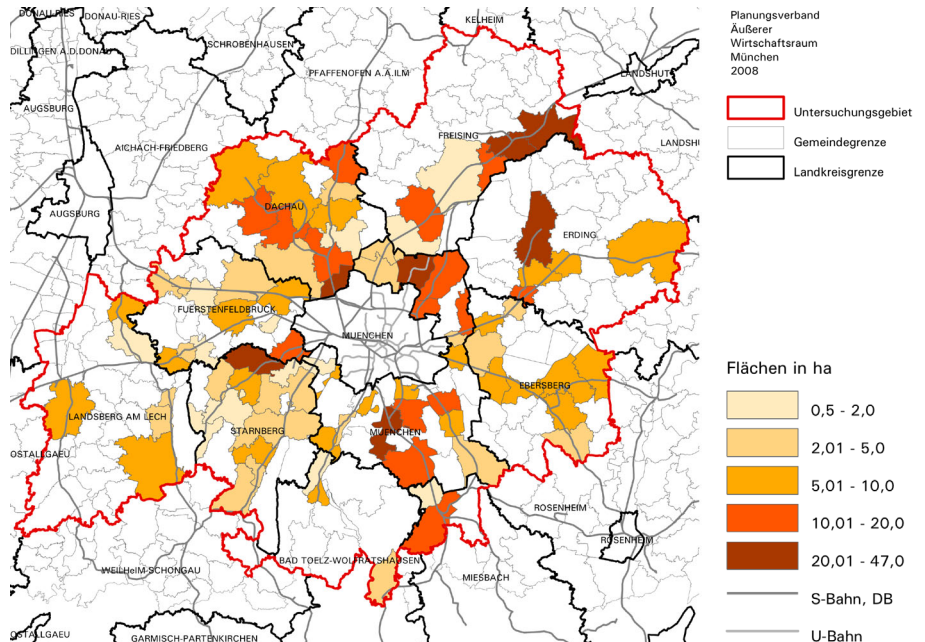 DONAU-RIES
DONAU-RIES
KELHEIM
DILLINGEN A.D.DONAU
SCHROBENHAUSEN
PFAFFENOFEN A.A.ILM
LANDSHUT
AUGSBURG
FREISING
AICHACH-FRIEDBERG
LANDSHU
DACHAU
AUGSBURG
ERDING
FUERSTENFELDBRUCK
MUENCHEN
EBERSBERG
LANDSBERG AM LECH
STARNBERG
MUENCHEN
OSTALLGAEU
ROSENHEIM
ROSENHEIM
BAD TOELZ-WOLFRATSHAUSEN
WEILHeIM-SCHONGAU
MIESBACH
OSTALLGAEU
GARMISCH-PARTENKIRCHEN
Planungsverband
Äußerer
Wirtschaftsraum
München
2008
Untersuchungsgebiet
Gemeindegrenze
Landkreisgrenze
Flächen in ha
0,5 - 2,0
2,01 - 5,0
5,01 - 10,0
10,01 - 20,0
20,01 - 47,0
S-Bahn, DB
U-Bahn